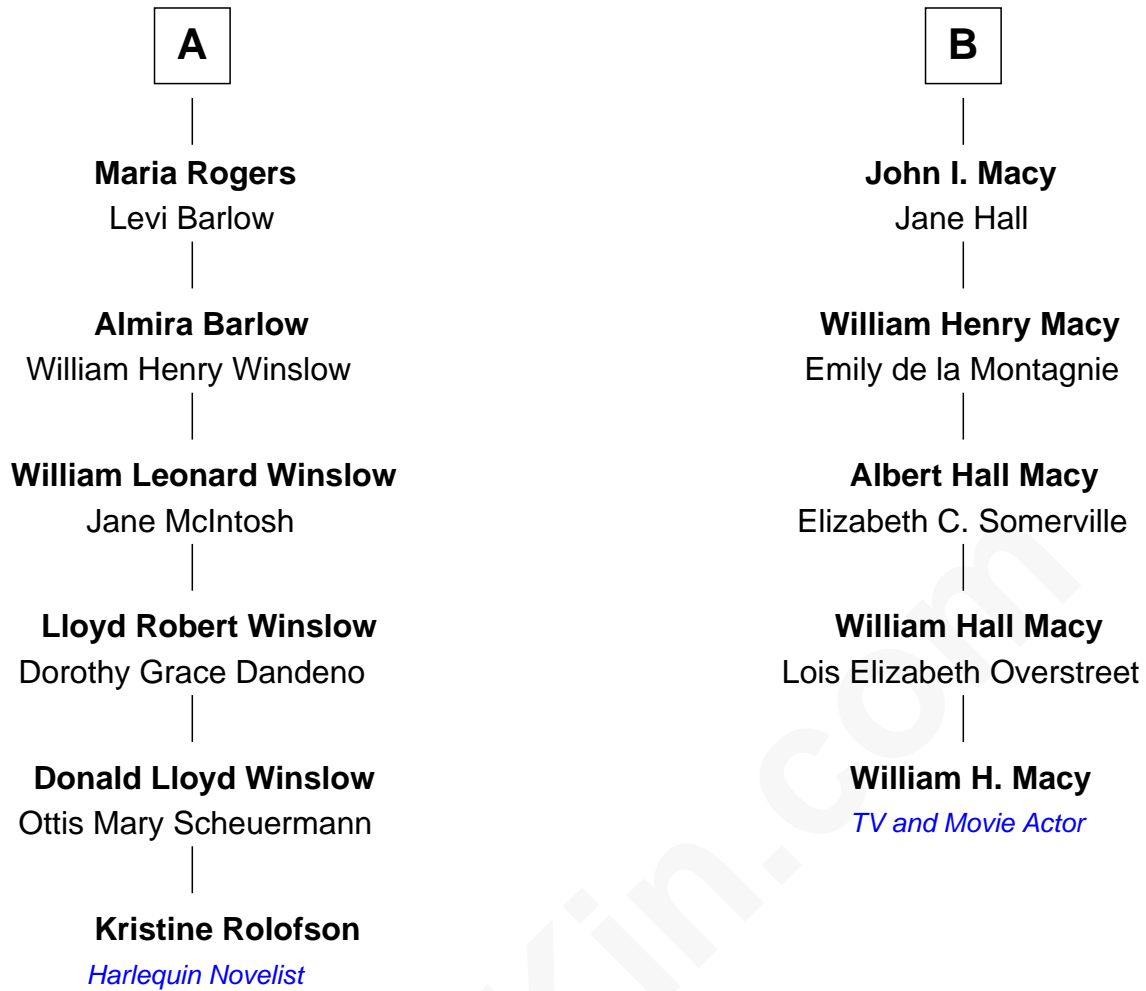 A
Maria Rogers
Levi Barlow
Almira Barlow
William Henry Winslow
William Leonard Winslow
Jane McIntosh
Lloyd Robert Winslow
Dorothy Grace Dandeno
Donald Lloyd Winslow
Ottis Mary Scheuermann
Kristine Rolofson
Harlequin Novelist
B
John I. Macy
Jane Hall
William Henry Macy
Emily de la Montagnie
Albert Hall Macy
Elizabeth C. Somerville
William Hall Macy
Lois Elizabeth Overstreet
William H. Macy
TV and Movie Actor
Kin.com